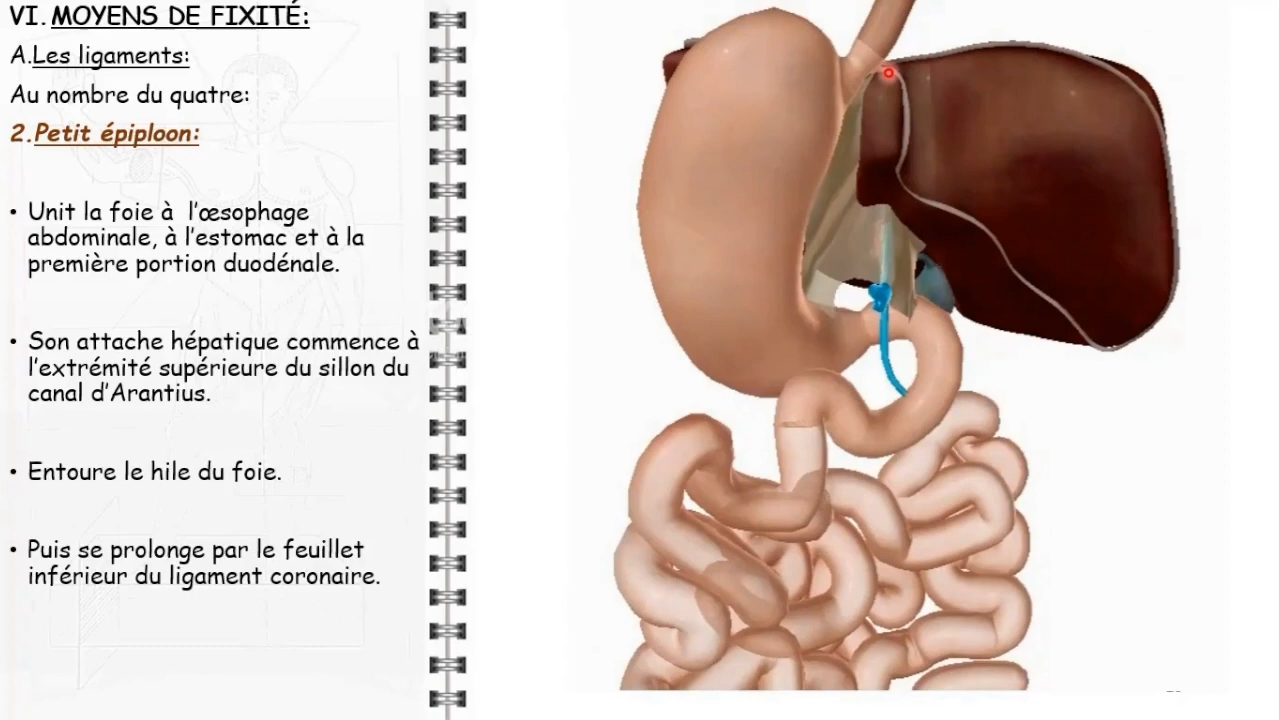 VI. MOYENS DE FIXITÉ:
A.Les ligaments:
Au nombre du quatre:
2.Petit épiploon:
• Unit la foie à l'œsophage
abdominale, à l'estomac et à la
première portion duodénale.
• Son attache hépatique commence à
l'extrémité supérieure du sillon du
canal d'Arantius.
• Entoure le hile du foie.
• Puis se prolonge par le feuillet
inférieur du ligament coronaire.